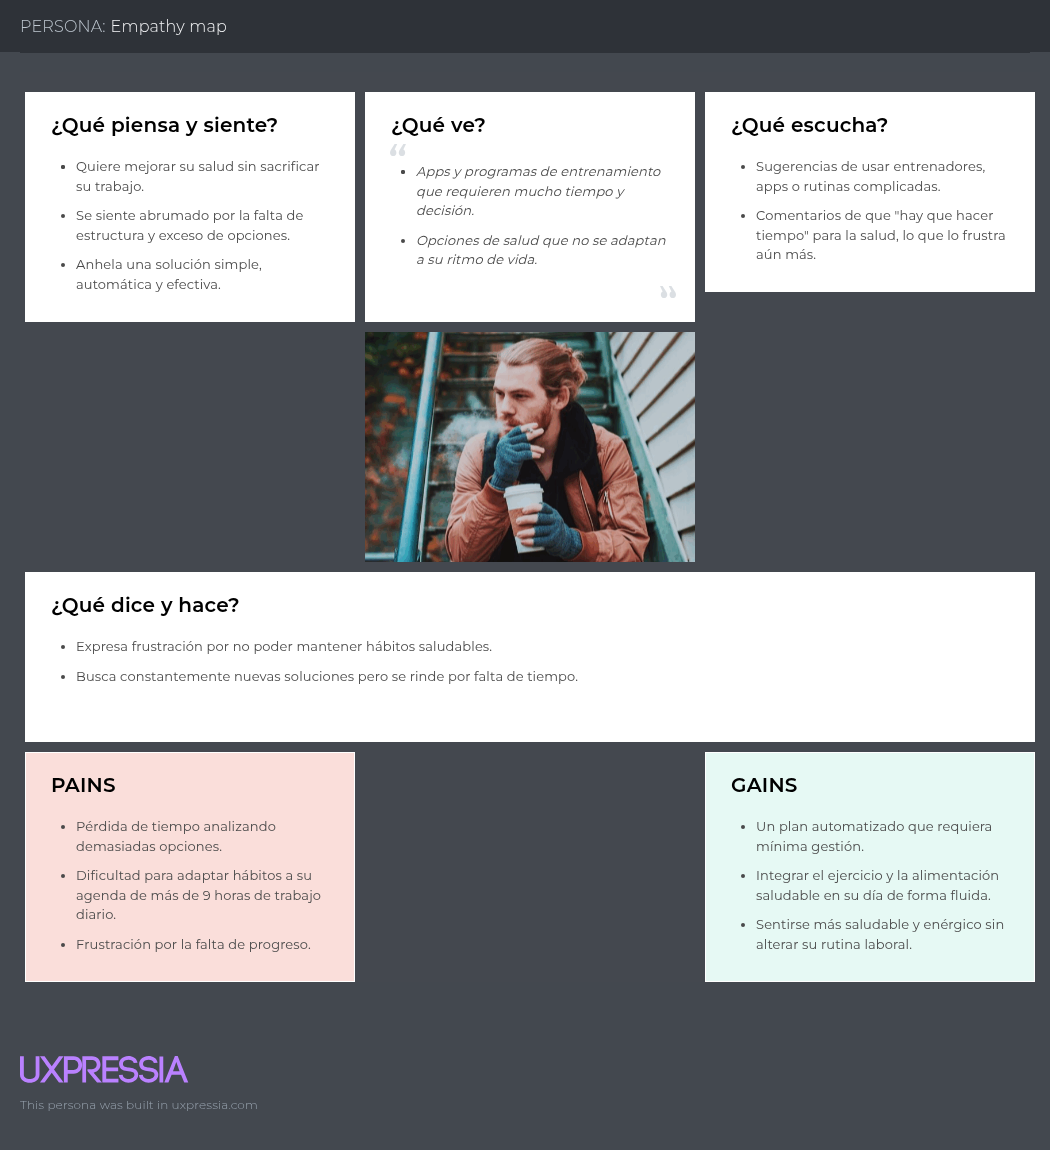 PERSONA: Empathy map
¿Qué piensa y siente?
• Quiere mejorar su salud sin sacrificar
su trabajo.
• Se siente abrumado por la falta de
estructura y exceso de opciones.
• Anhela una solución simple,
automática y efectiva.
¿Qué ve?
“
• Apps y programas de entrenamiento
que requieren mucho tiempo y
decisión.
• Opciones de salud que no se adaptan
a su ritmo de vida.
”
¿Qué escucha?
• Sugerencias de usar entrenadores,
apps o rutinas complicadas.
• Comentarios de que "hay que hacer
tiempo" para la salud, lo que lo frustra
aún más.
¿Qué dice y hace?
• Expresa frustración por no poder mantener hábitos saludables.
• Busca constantemente nuevas soluciones pero se rinde por falta de tiempo.
PAINS
• Pérdida de tiempo analizando
demasiadas opciones.
• Dificultad para adaptar hábitos a su
agenda de más de 9 horas de trabajo
diario.
• Frustración por la falta de progreso.
GAINS
• Un plan automatizado que requiera
mínima gestión.
• Integrar el ejercicio y la alimentación
saludable en su día de forma fluida.
• Sentirse más saludable y enérgico sin
alterar su rutina laboral.
UXPRESSIA
This persona was built in uxpressia.com